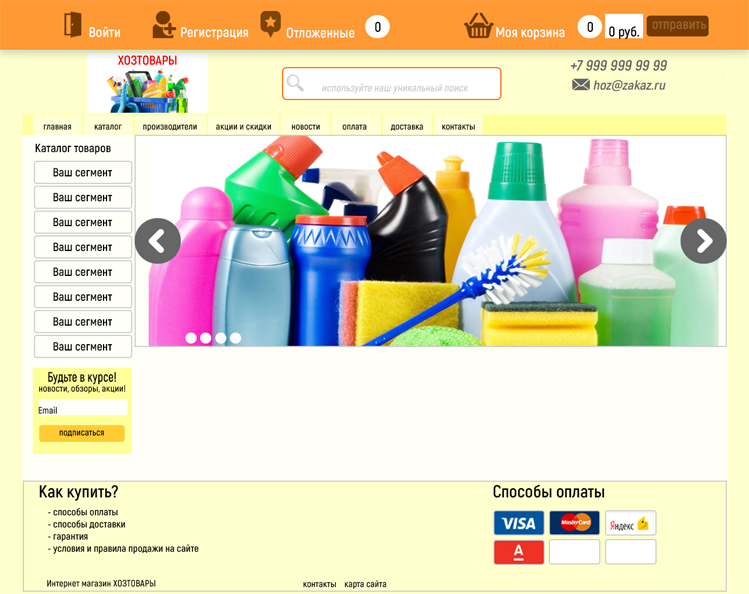 Войти Регистрация Отложенные 0 Моя корзина 0 0 руб. отправить
ХОЗТОВАРЫ
+7 999 999 99 99
используйте наш уникальный поиск
hoz@zakaz.ru
главная каталог производители акции и скидки новости оплата доставка контакты
Каталог товаров
Ваш сегмент
Ваш сегмент
Ваш сегмент
Ваш сегмент
Ваш сегмент
Ваш сегмент
Ваш сегмент
Ваш сегмент
Будьте в курсе!
новости, обзоры, акции!
Email
подписаться
Как купить?
- способы оплаты
- способы доставки
- гарантия
- условия и правила продажи на сайте
Способы оплаты
VISA MasterCard Яндекс
А
Интернет магазин ХОЗТОВАРЫ контакты карта сайта